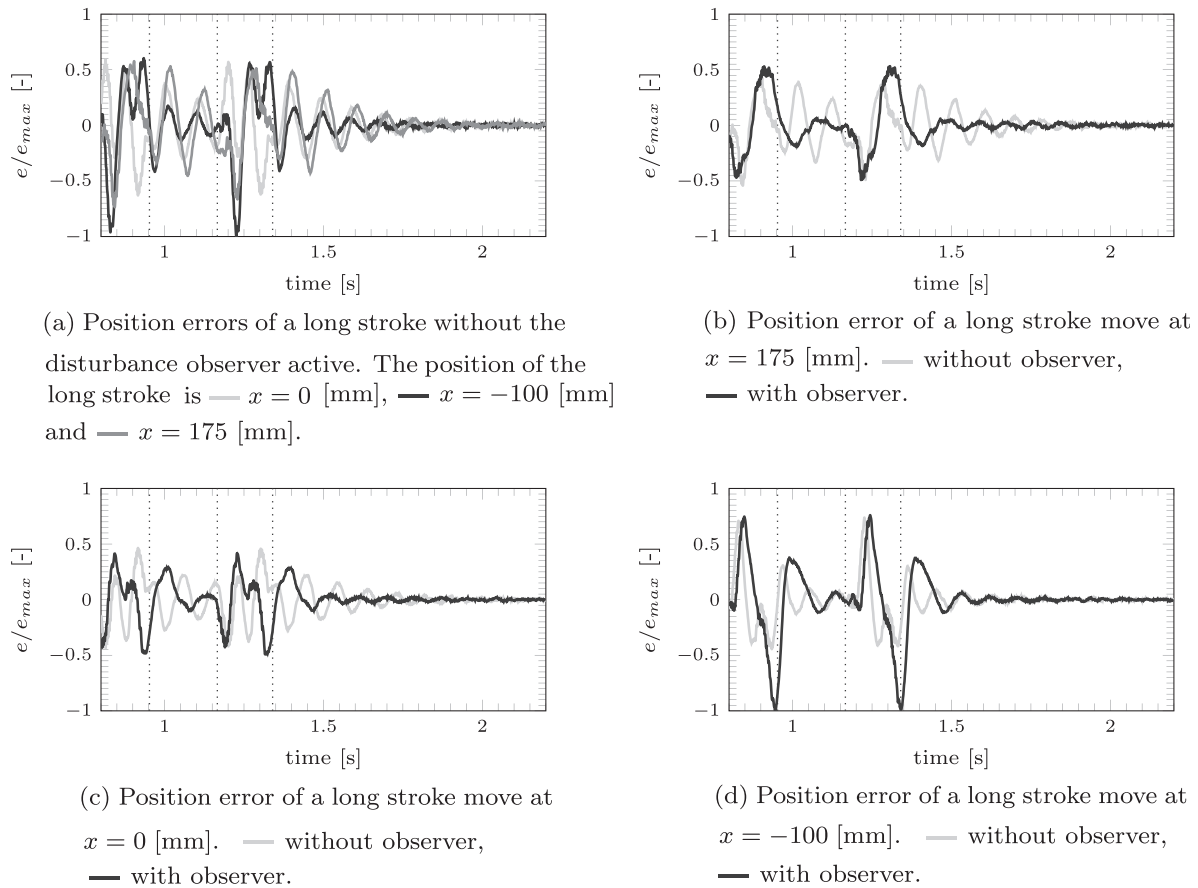 1
0.5
0
−0.5
−1
e/e_max [-]
1
1.5
2
time [s]
(a) Position errors of a long stroke without the
disturbance observer active. The position of the
long stroke is x = 0 [mm], x = −100 [mm]
and x = 175 [mm].
1
0.5
0
−0.5
−1
e/e_max [-]
1
1.5
2
time [s]
(b) Position error of a long stroke move at
x = 175 [mm]. without observer,
with observer.
1
0.5
0
−0.5
−1
e/e_max [-]
1
1.5
2
time [s]
(c) Position error of a long stroke move at
x = 0 [mm]. without observer,
with observer.
1
0.5
0
−0.5
−1
e/e_max [-]
1
1.5
2
time [s]
(d) Position error of a long stroke move at
x = −100 [mm]. without observer,
with observer.